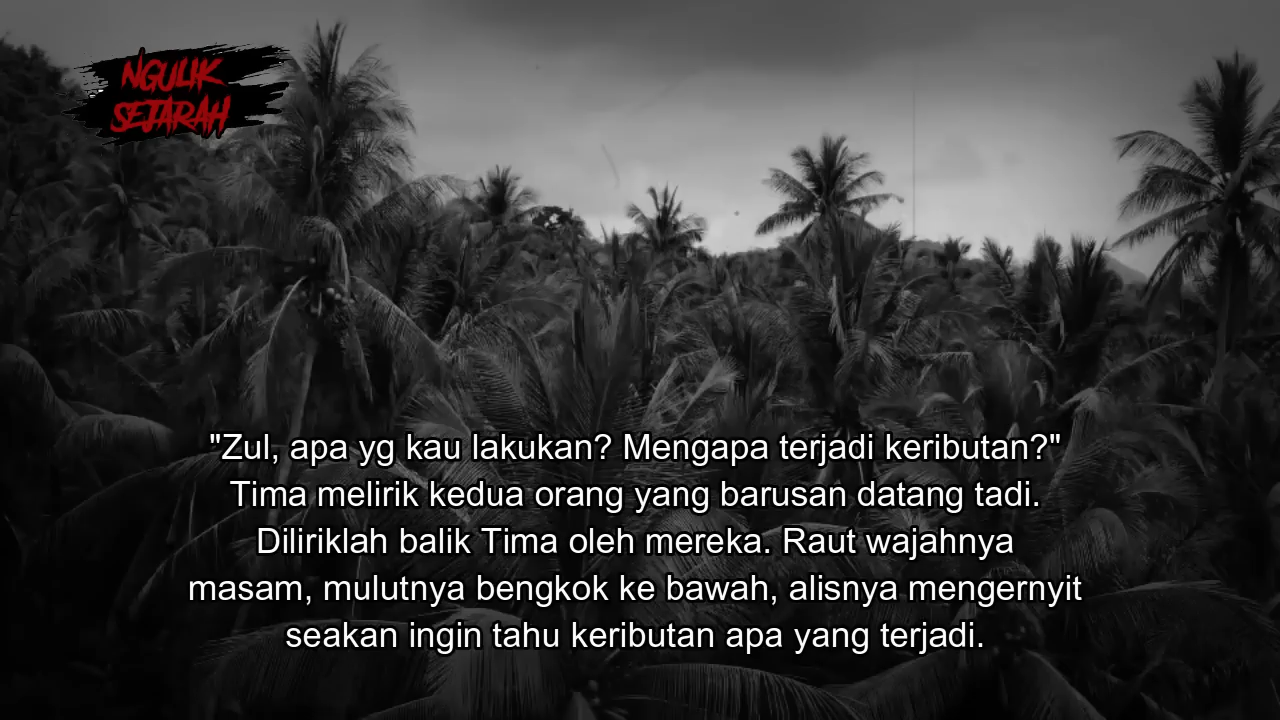 NGULIK
SEJARAH
"Zul, apa yg kau lakukan? Mengapa terjadi keributan?"
Tima melirik kedua orang yang barusan datang tadi.
Diliriklah balik Tima oleh mereka. Raut wajahnya
masam, mulutnya bengkok ke bawah, alisnya mengernyit
seakan ingin tahu keributan apa yang terjadi.